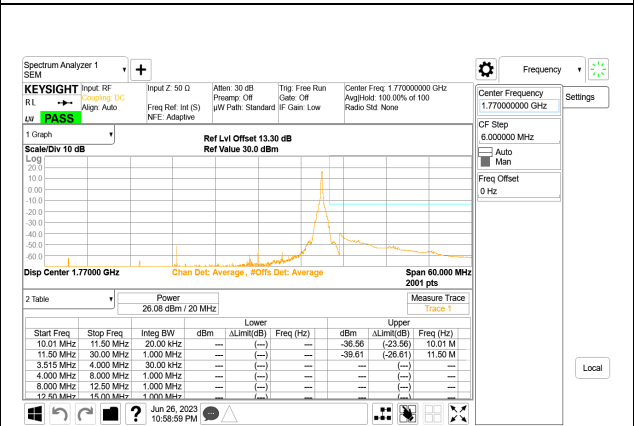 Spectrum Analyzer 1
SEM
+
Frequency
KEYSIGHT Input: RF Input Z: 50 Ω Atten: 30 dB Trig: Free Run Center Freq: 1.770000000 GHz
RL Coupling: DC Preamp: Off Gate: Off Avg|Hold: 100.00% of 100
Align: Auto Freq Ref: Int (S) µW Path: Standard IF Gain: Low Radio Std: None
LXI PASS NFE: Adaptive
Center Frequency
1.770000000 GHz
Settings
CF Step
6.000000 MHz
Auto
Man
Freq Offset
0 Hz
1 Graph
Ref Lvl Offset 13.30 dB
Scale/Div 10 dB Ref Value 30.0 dBm
Log
20.0
10.0
0.00
-10.0
-20.0
-30.0
-40.0
-50.0
-60.0
Disp Center 1.77000 GHz Chan Det: Average, #Offs Det: Average Span 60.000 MHz
2001 pts
2 Table Power Measure Trace
26.08 dBm / 20 MHz Trace 1
Lower Upper
Start Freq Stop Freq Integ BW dBm ΔLimit(dB) Freq (Hz) dBm ΔLimit(dB) Freq (Hz)
10.01 MHz 11.50 MHz 20.00 kHz --- (---) --- -36.56 (-23.56) 10.01 M
11.50 MHz 30.00 MHz 1.000 MHz --- (---) --- -39.61 (-26.61) 11.50 M
3.515 MHz 4.000 MHz 30.00 kHz --- (---) --- --- (---) ---
4.000 MHz 8.000 MHz 1.000 MHz --- (---) --- --- (---) ---
8.000 MHz 12.50 MHz 1.000 MHz --- (---) --- --- (---) ---
12.50 MHz 15.00 MHz 1.000 MHz --- (---) --- --- (---) ---
Local
? Jun 26, 2023
10:58:59 PM